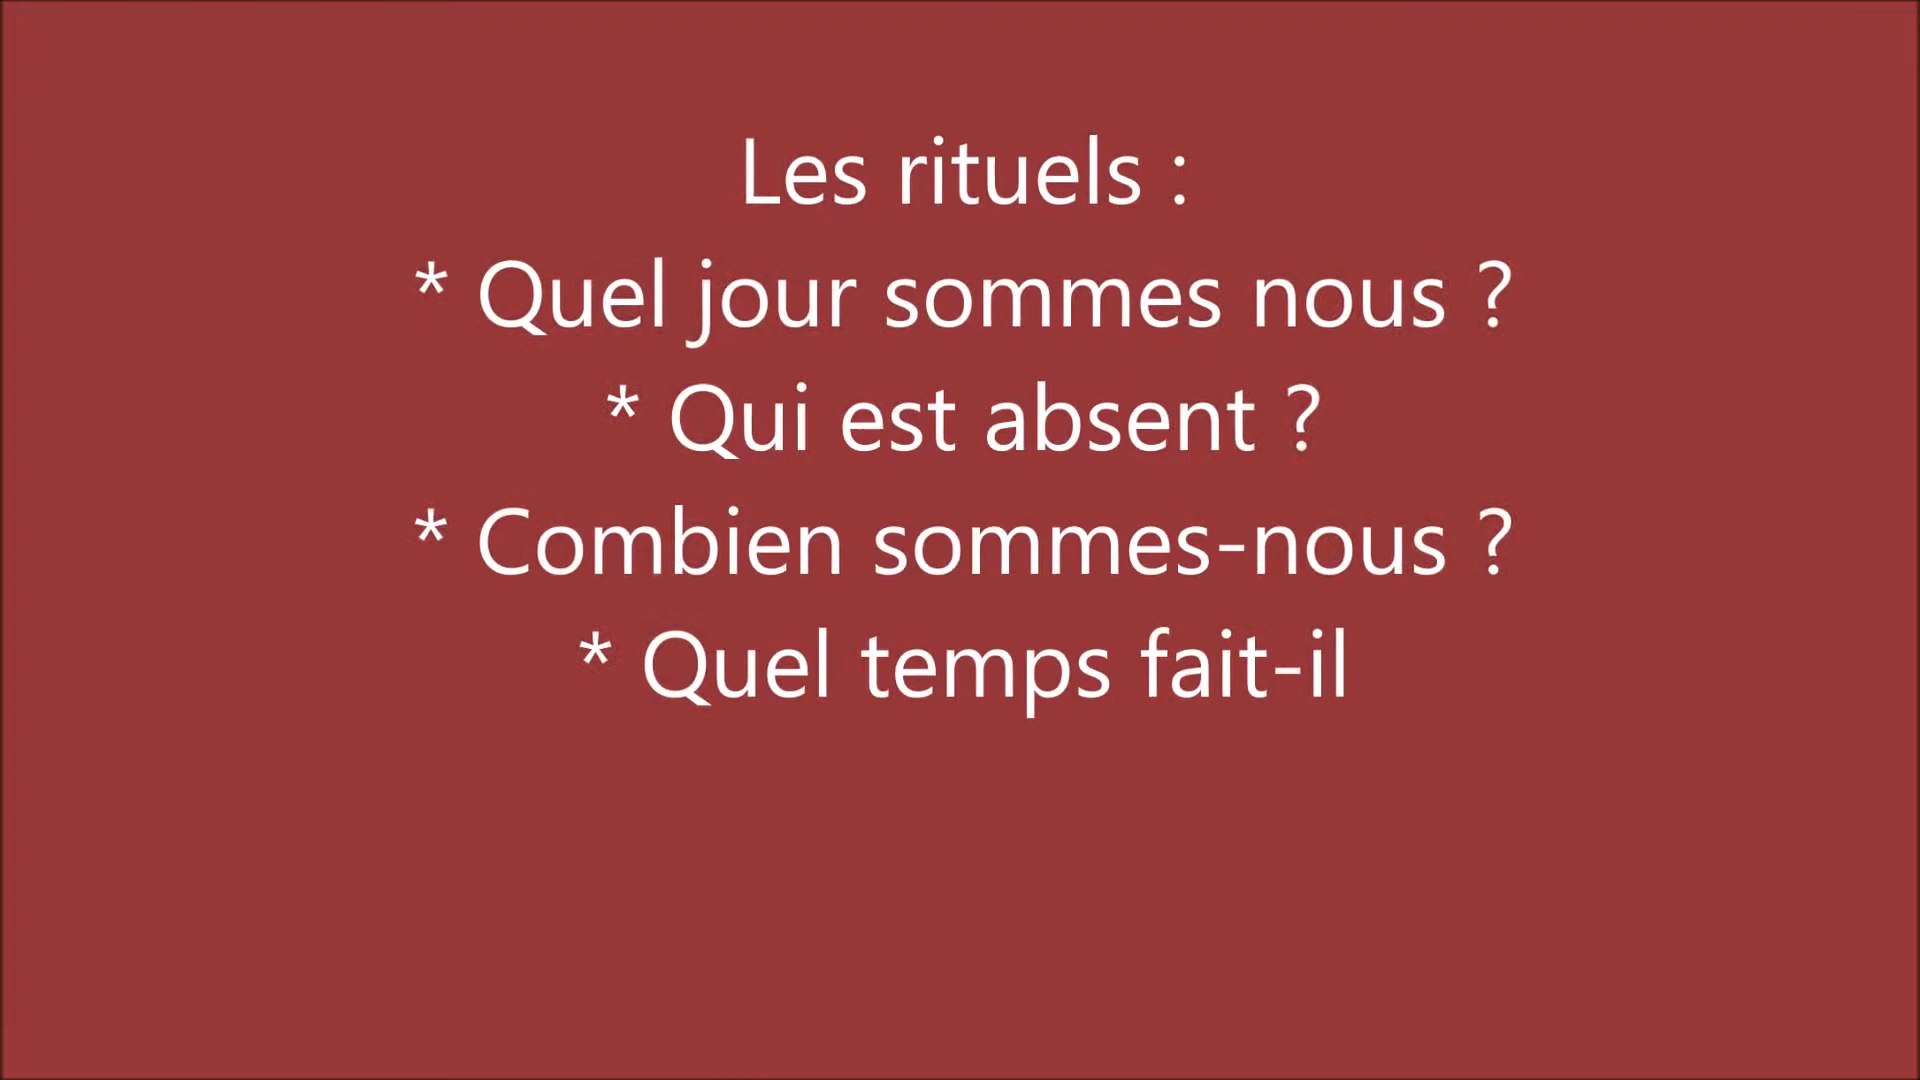 Les rituels :
* Quel jour sommes nous ?
* Qui est absent ?
* Combien sommes-nous ?
* Quel temps fait-il